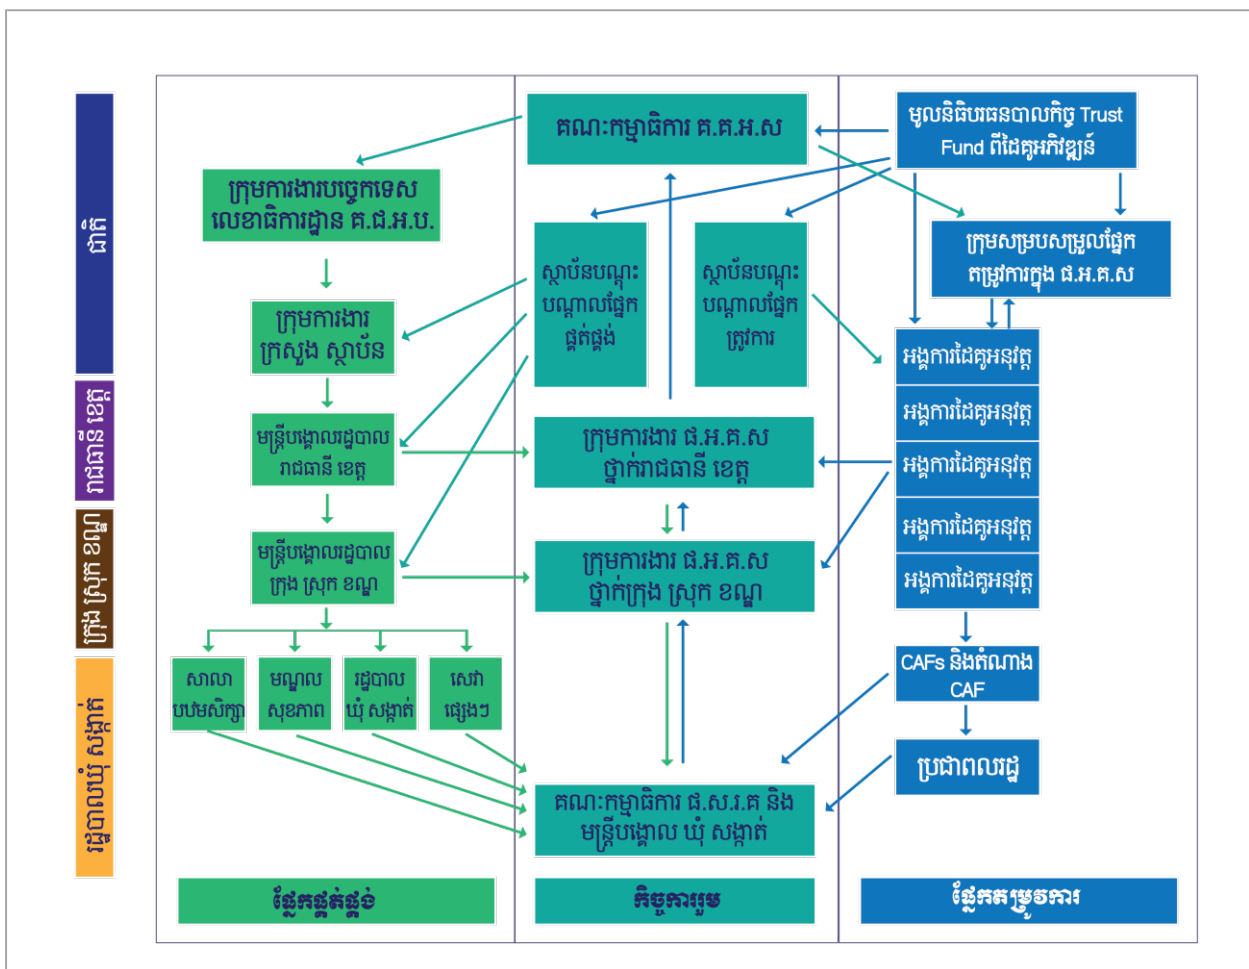 ជាតិ
រាជធានី ខេត្ត
ក្រុង ស្រុក ខណ្ឌ
រដ្ឋបាលឃុំ សង្កាត់
ក្រុមការងារបច្ចេកទេស
លេខាធិការដ្ឋាន គ.ជ.អ.ប.
ក្រុមការងារ
ក្រសួង ស្ថាប័ន
មន្ត្រីបង្គោលរដ្ឋបាល
រាជធានី ខេត្ត
មន្ត្រីបង្គោលរដ្ឋបាល
ក្រុង ស្រុក ខណ្ឌ
សាលា
បឋមសិក្សា
មណ្ឌល
សុខភាព
រដ្ឋបាល
ឃុំ សង្កាត់
សេវា
ផ្សេងៗ
ផ្នែកផ្គត់ផ្គង់
គណៈកម្មាធិការ គ.គ.អ.ស
ស្ថាប័នបណ្តុះ
បណ្តាលផ្នែក
ផ្គត់ផ្គង់
ស្ថាប័នបណ្តុះ
បណ្តាលផ្នែក
ត្រូវការ
ក្រុមការងារ ផ.អ.គ.ស
ថ្នាក់រាជធានី ខេត្ត
ក្រុមការងារ ផ.អ.គ.ស
ថ្នាក់ក្រុង ស្រុក ខណ្ឌ
គណៈកម្មាធិការ ផ.ស.រ.គ និង
មន្ត្រីបង្គោល ឃុំ សង្កាត់
កិច្ចការរួម
មូលនិធិបរធនបាលកិច្ច Trust
Fund ពីដៃគូអភិវឌ្ឍន៍
ក្រុមសម្របសម្រួលផ្នែក
តម្រូវការក្នុង ផ.អ.គ.ស
អង្គការដៃគូអនុវត្ត
អង្គការដៃគូអនុវត្ត
អង្គការដៃគូអនុវត្ត
អង្គការដៃគូអនុវត្ត
អង្គការដៃគូអនុវត្ត
CAFs និងតំណាង
CAF
ប្រជាពលរដ្ឋ
ផ្នែកតម្រូវការ